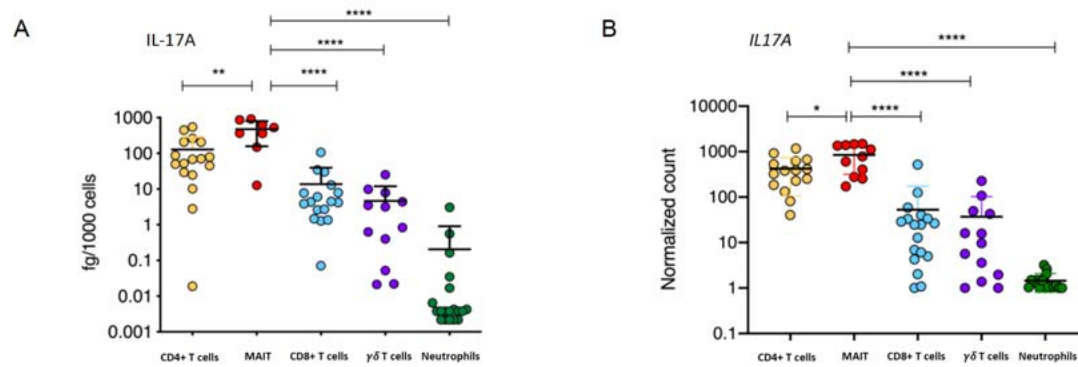 A
IL-17A
****
****
** ****
fg/1000 cells
1000
100
10
1
0.1
0.01
0.001
CD4+ T cells MAIT CD8+ T cells γδ T cells Neutrophils
B
IL17A
****
****
* ****
Normalized count
10000
1000
100
10
1
0.1
CD4+ T cells MAIT CD8+ T cells γδ T cells Neutrophils